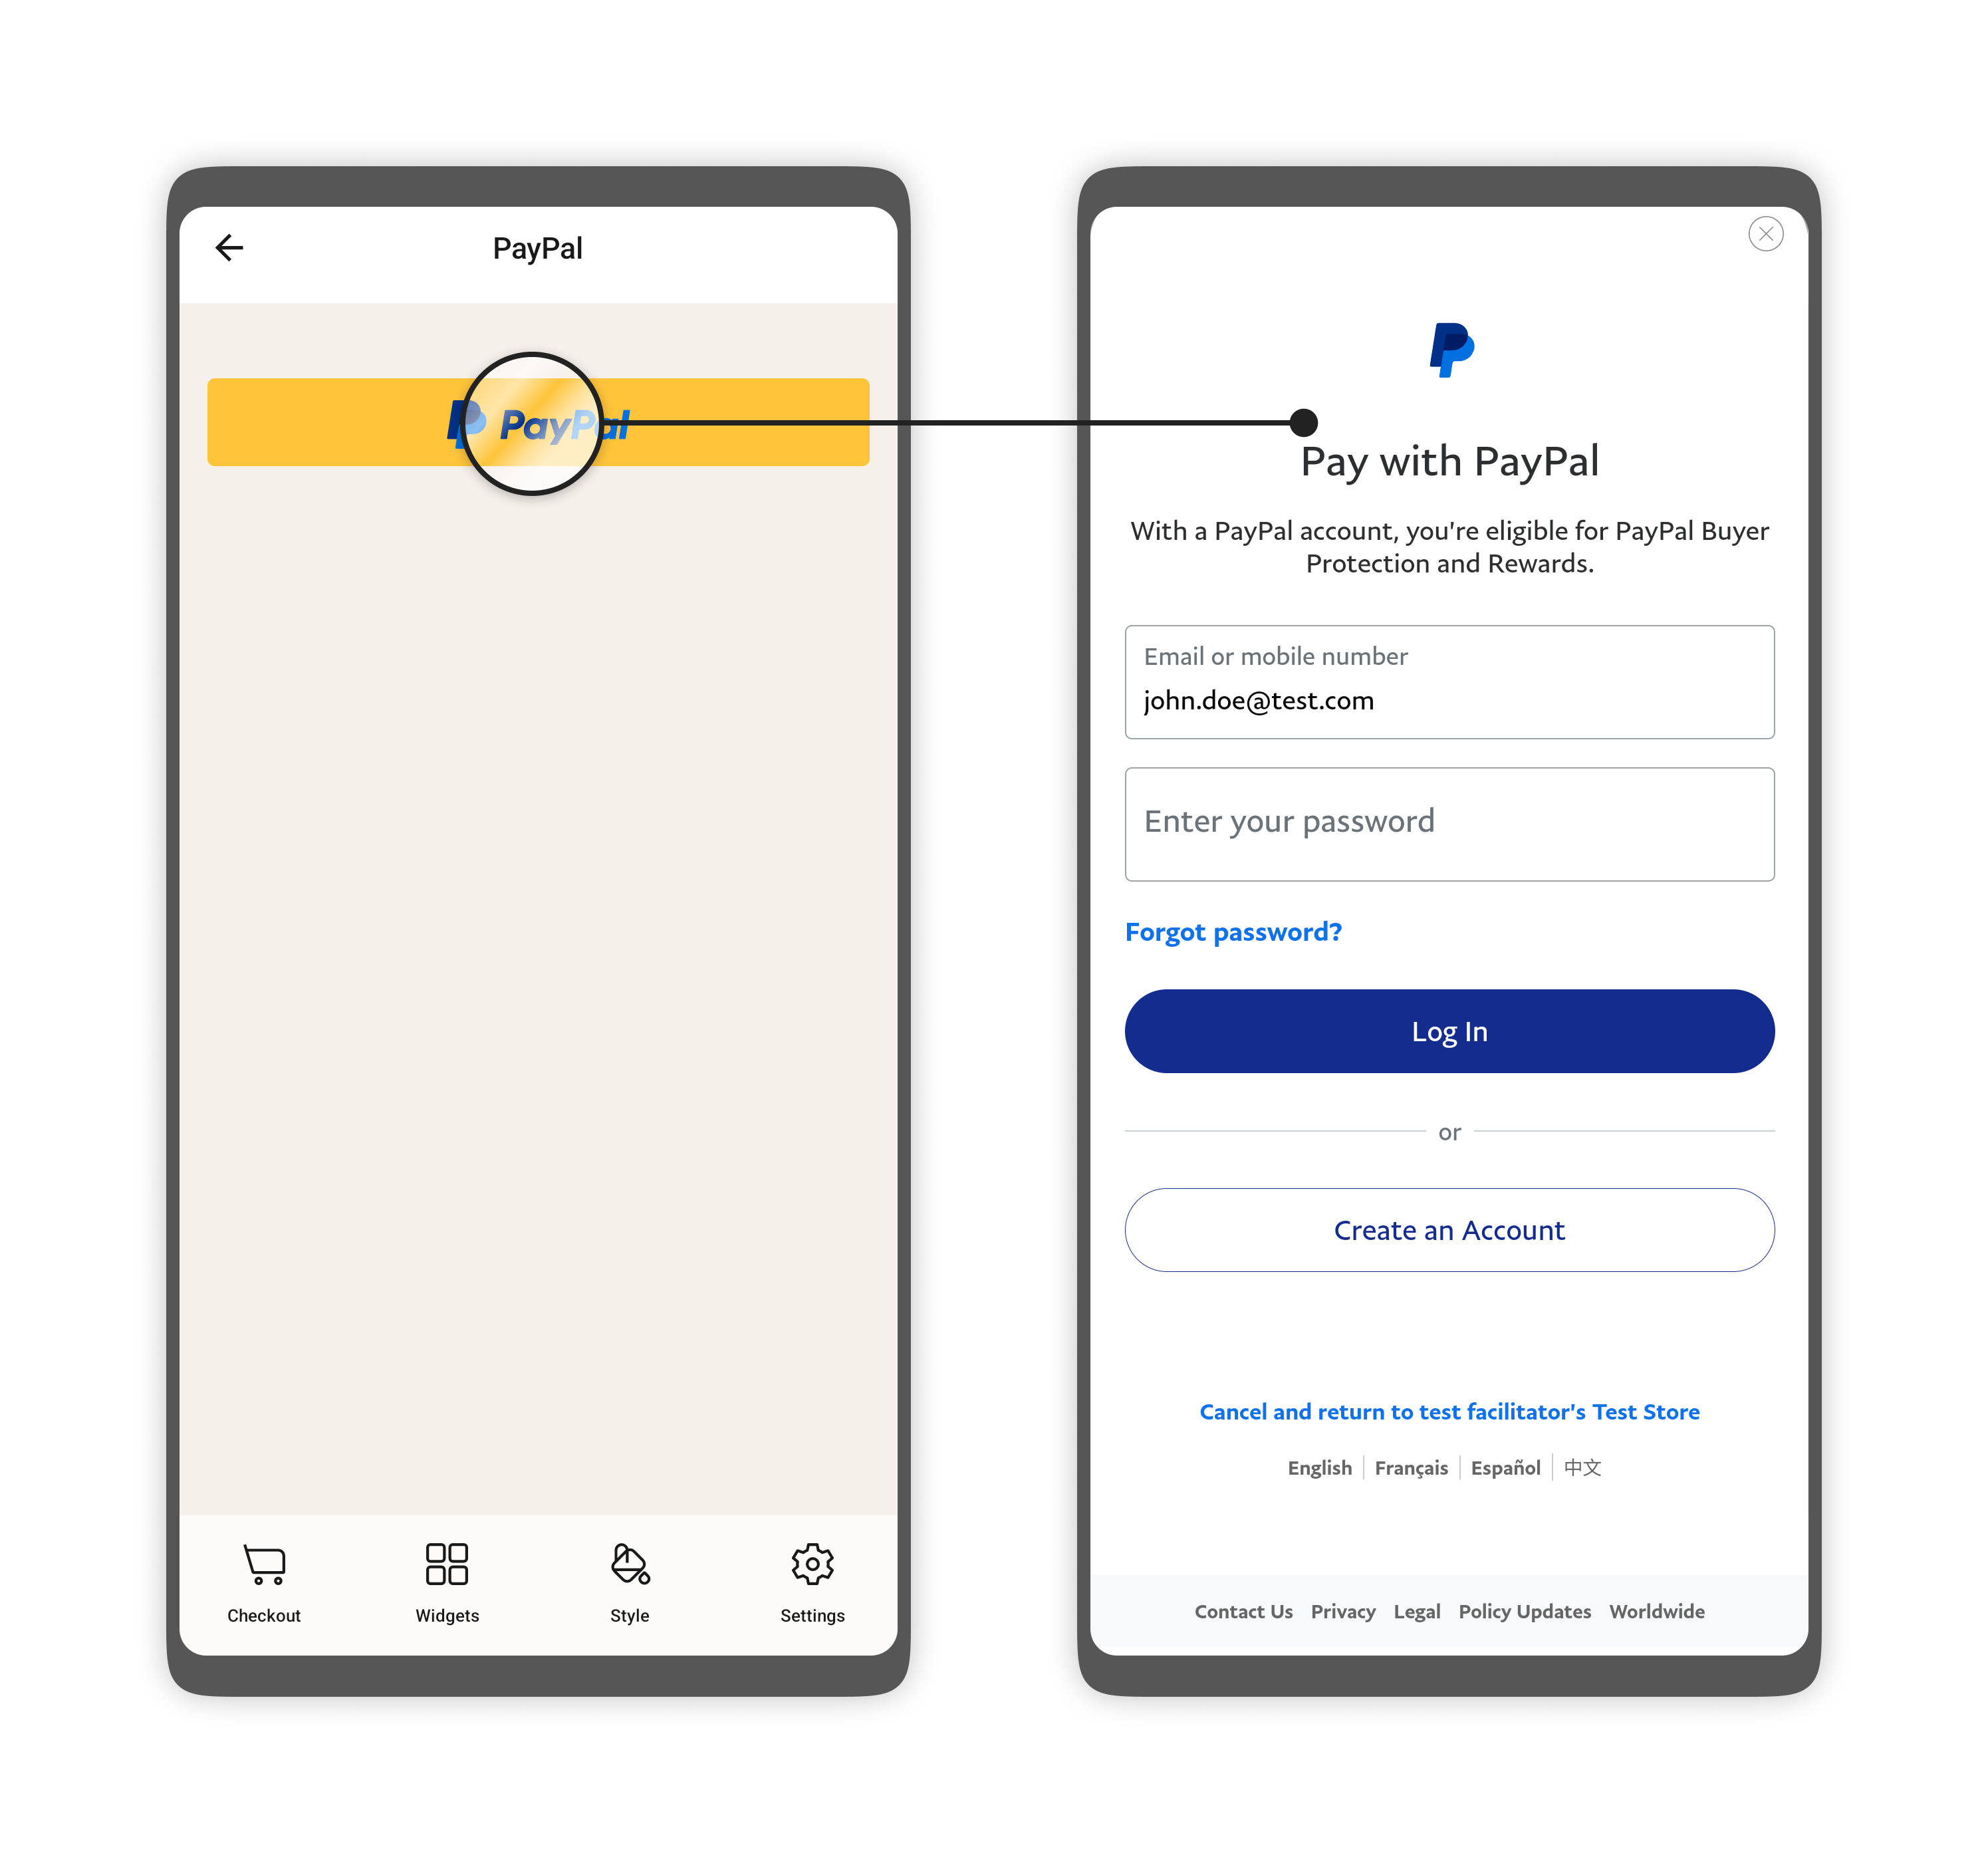 PayPal
PayPal
Checkout
Widgets
Style
Settings
Pay with PayPal
With a PayPal account, you're eligible for PayPal Buyer
Protection and Rewards.
Email or mobile number
john.doe@test.com
Enter your password
Forgot password?
Log In
or
Create an Account
Cancel and return to test facilitator's Test Store
English Français Español 中文
Contact Us Privacy Legal Policy Updates Worldwide